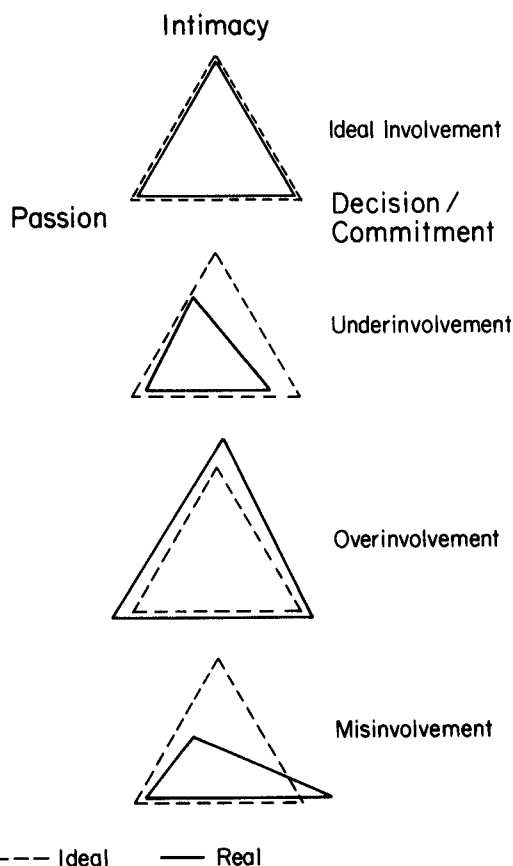 Intimacy
Ideal Involvement
Passion
Decision /
Commitment
Underinvolvement
Overinvolvement
Misinvolvement
Ideal
Real